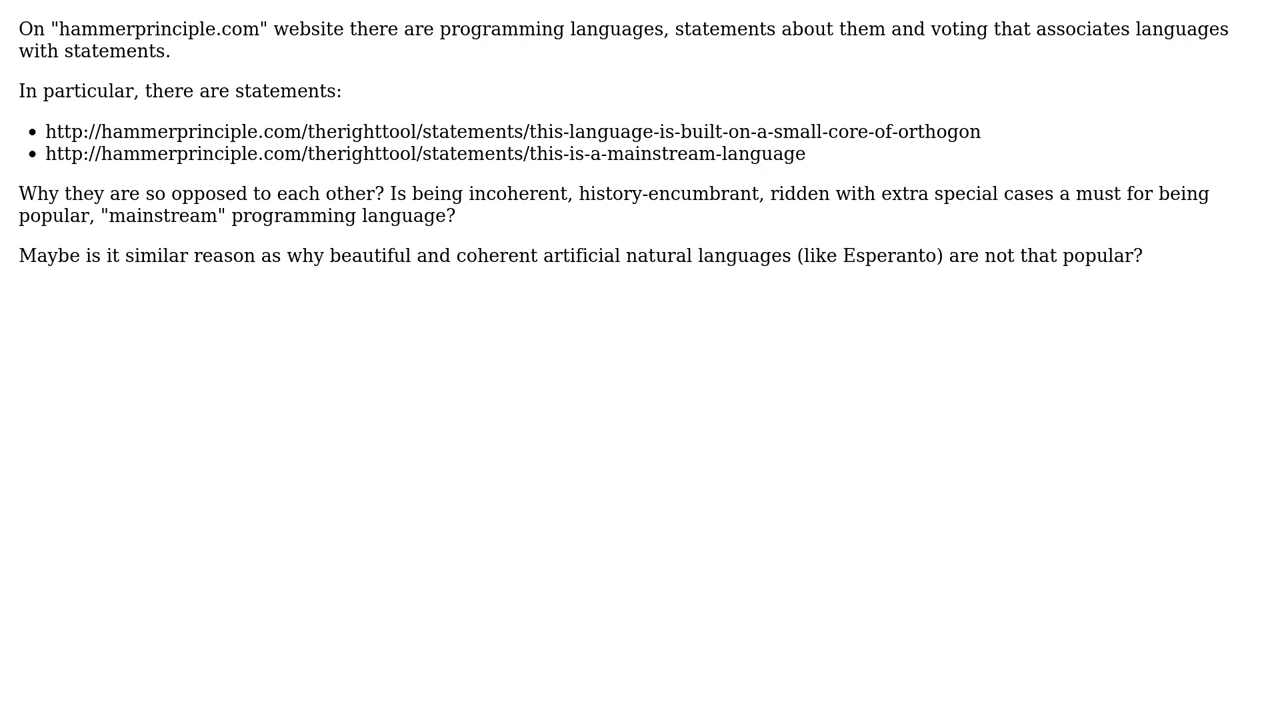 On "hammerprinciple.com" website there are programming languages, statements about them and voting that associates languages
with statements.
In particular, there are statements:
• http://hammerprinciple.com/therighttool/statements/this-language-is-built-on-a-small-core-of-orthogon
• http://hammerprinciple.com/therighttool/statements/this-is-a-mainstream-language
Why they are so opposed to each other? Is being incoherent, history-encumbrant, ridden with extra special cases a must for being
popular, "mainstream" programming language?
Maybe is it similar reason as why beautiful and coherent artificial natural languages (like Esperanto) are not that popular?